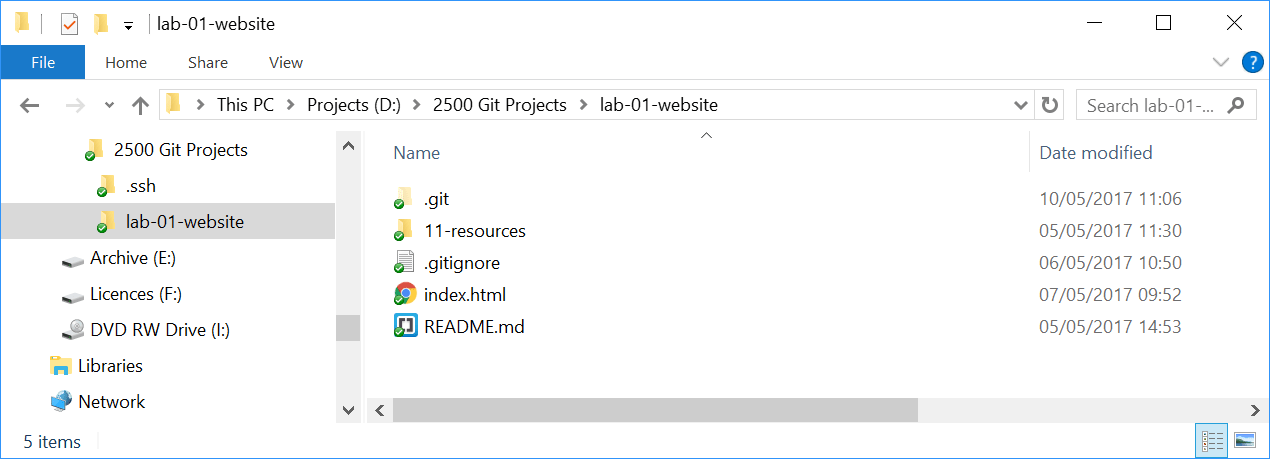 lab-01-website
File Home Share View
This PC Projects (D:) 2500 Git Projects lab-01-website Search lab-01-...
2500 Git Projects
.ssh
lab-01-website
Archive (E:)
Licences (F:)
DVD RW Drive (I:)
Libraries
Network
Name Date modified
.git 10/05/2017 11:06
11-resources 05/05/2017 11:30
.gitignore 06/05/2017 10:50
index.html 07/05/2017 09:52
README.md 05/05/2017 14:53
5 items